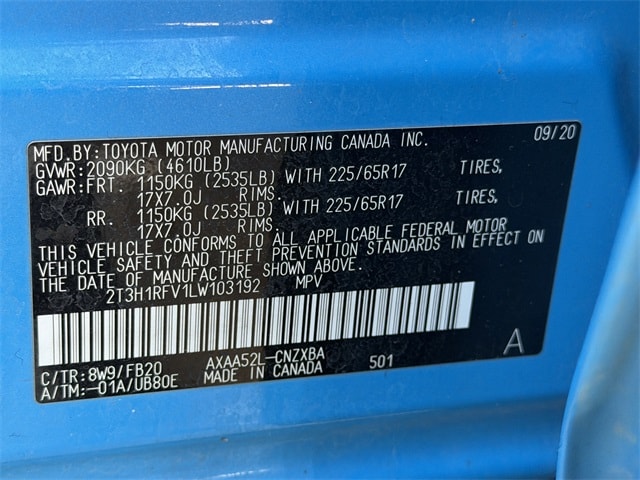 MFD.BY:TOYOTA MOTOR MANUFACTURING CANADA INC. 09/20
GVWR:2090KG (4610LB)
GAWR:FRT. 1150KG (2535LB) WITH 225/65R17 TIRES,
17X7.0J RIMS.
RR. 1150KG (2535LB) WITH 225/65R17 TIRES,
17X7.0J RIMS.
THIS VEHICLE CONFORMS TO ALL APPLICABLE FEDERAL MOTOR
VEHICLE SAFETY AND THEFT PREVENTION STANDARDS IN EFFECT ON
THE DATE OF MANUFACTURE SHOWN ABOVE.
2T3H1RFV1LW103192 MPV
C/TR:8W9/FB20 AXAA52L-CNZXBA 501 A
A/TM:-01A/UB80E MADE IN CANADA